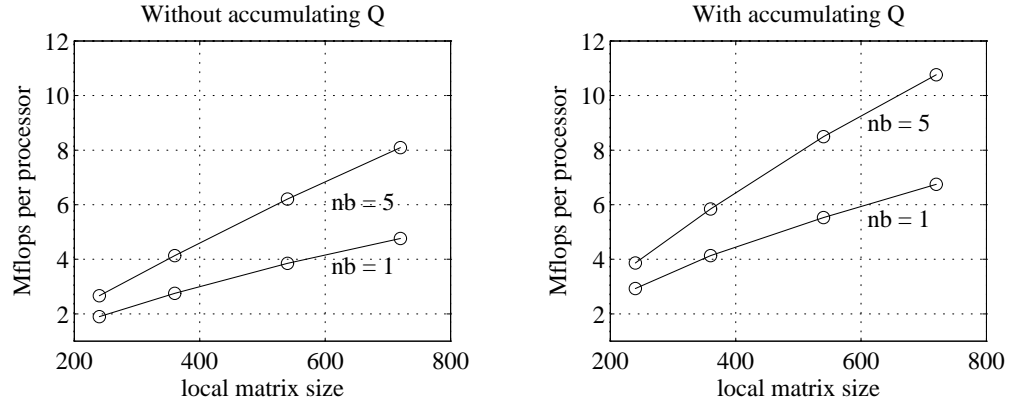 Without accumulating Q
12
10
8
6
4
2
200 400 600 800
local matrix size
Mflops per processor
nb = 5
nb = 1
With accumulating Q
12
10
8
6
4
2
200 400 600 800
local matrix size
Mflops per processor
nb = 5
nb = 1